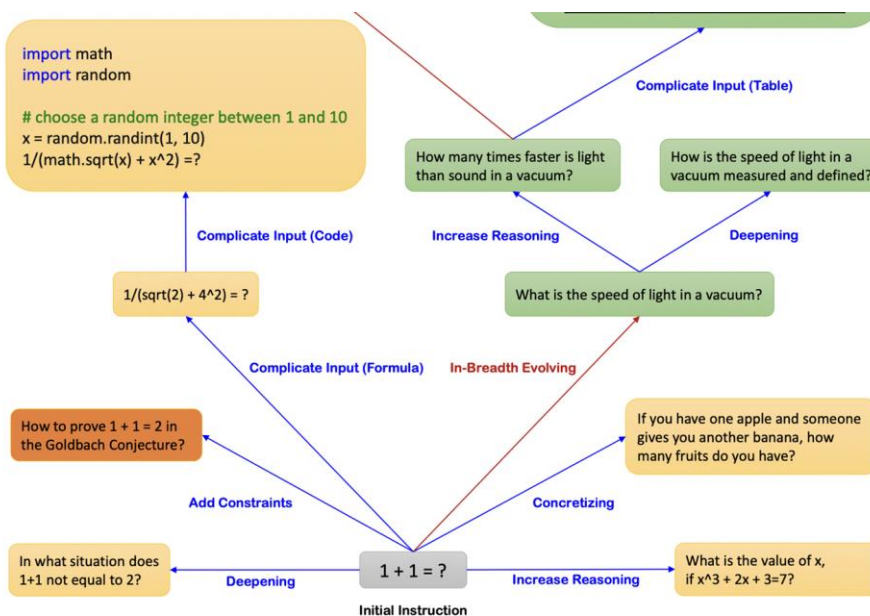 import math
import random
# choose a random integer between 1 and 10
x = random.randint(1, 10)
1/(math.sqrt(x) + x^2) =?
Complicate Input (Table)
How many times faster is light
than sound in a vacuum?
How is the speed of light in a
vacuum measured and defined?
Complicate Input (Code)
Increase Reasoning
Deepening
1/(sqrt(2) + 4^2) = ?
What is the speed of light in a vacuum?
Complicate Input (Formula)
In-Breadth Evolving
How to prove 1 + 1 = 2 in
the Goldbach Conjecture?
If you have one apple and someone
gives you another banana, how
many fruits do you have?
Add Constraints
Concretizing
In what situation does
1+1 not equal to 2?
Deepening
1 + 1 = ?
Increase Reasoning
What is the value of x,
if x^3 + 2x + 3=7?
Initial Instruction